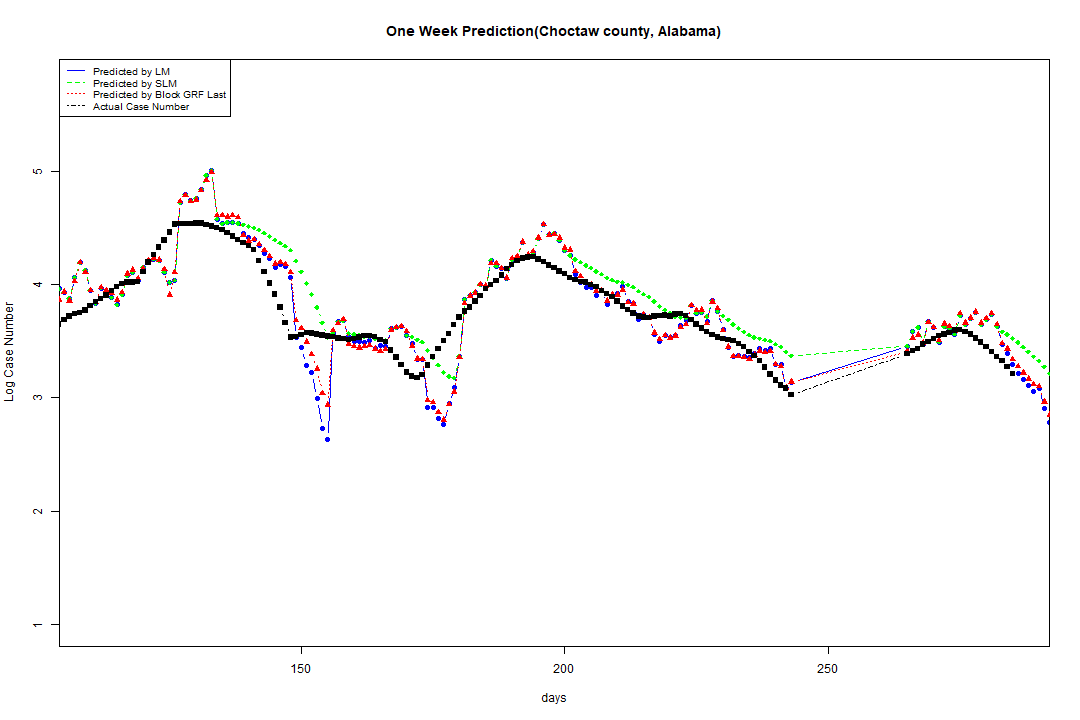 One Week Prediction(Choctaw county, Alabama)
Predicted by LM
Predicted by SLM
Predicted by Block GRF Last
Actual Case Number
5
4
3
2
1
Log Case Number
150
200
250
days